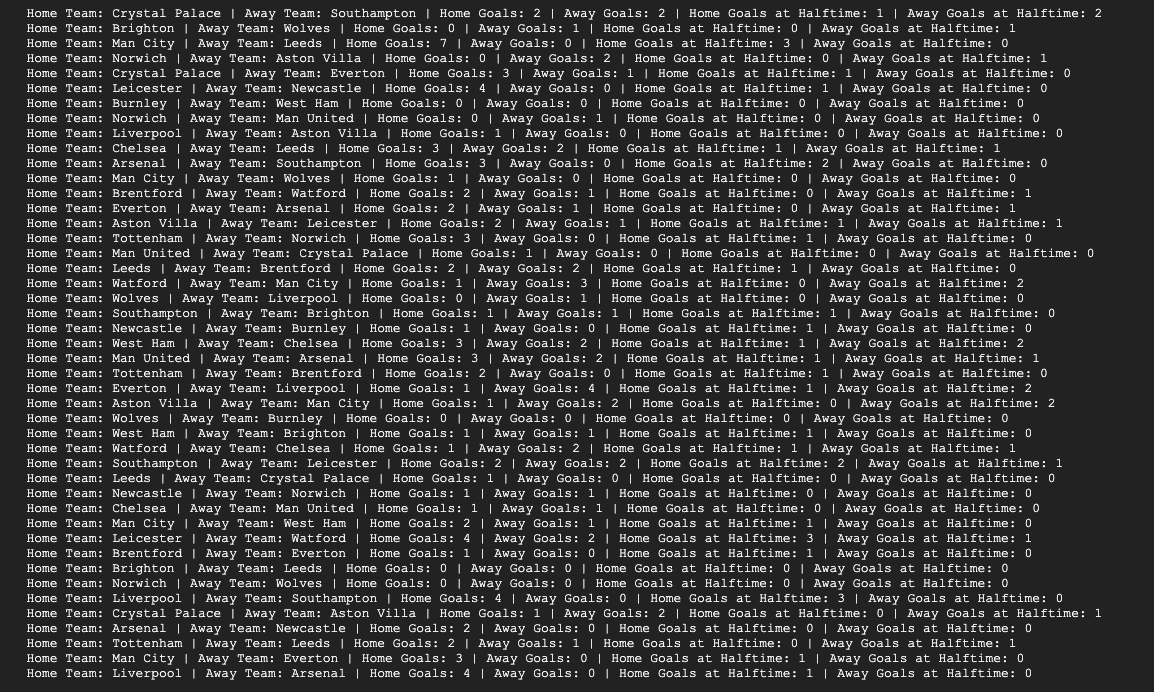 Home Team: Crystal Palace | Away Team: Southampton | Home Goals: 2 | Away Goals: 2 | Home Goals at Halftime: 1 | Away Goals at Halftime: 2
Home Team: Brighton | Away Team: Wolves | Home Goals: 0 | Away Goals: 1 | Home Goals at Halftime: 0 | Away Goals at Halftime: 1
Home Team: Man City | Away Team: Leeds | Home Goals: 7 | Away Goals: 0 | Home Goals at Halftime: 3 | Away Goals at Halftime: 0
Home Team: Norwich | Away Team: Aston Villa | Home Goals: 0 | Away Goals: 2 | Home Goals at Halftime: 0 | Away Goals at Halftime: 1
Home Team: Crystal Palace | Away Team: Everton | Home Goals: 3 | Away Goals: 1 | Home Goals at Halftime: 1 | Away Goals at Halftime: 0
Home Team: Leicester | Away Team: Newcastle | Home Goals: 4 | Away Goals: 0 | Home Goals at Halftime: 1 | Away Goals at Halftime: 0
Home Team: Burnley | Away Team: West Ham | Home Goals: 0 | Away Goals: 0 | Home Goals at Halftime: 0 | Away Goals at Halftime: 0
Home Team: Norwich | Away Team: Man United | Home Goals: 0 | Away Goals: 1 | Home Goals at Halftime: 0 | Away Goals at Halftime: 0
Home Team: Liverpool | Away Team: Aston Villa | Home Goals: 1 | Away Goals: 0 | Home Goals at Halftime: 0 | Away Goals at Halftime: 0
Home Team: Chelsea | Away Team: Leeds | Home Goals: 3 | Away Goals: 2 | Home Goals at Halftime: 1 | Away Goals at Halftime: 1
Home Team: Arsenal | Away Team: Southampton | Home Goals: 3 | Away Goals: 0 | Home Goals at Halftime: 2 | Away Goals at Halftime: 0
Home Team: Man City | Away Team: Wolves | Home Goals: 1 | Away Goals: 0 | Home Goals at Halftime: 0 | Away Goals at Halftime: 0
Home Team: Brentford | Away Team: Watford | Home Goals: 2 | Away Goals: 1 | Home Goals at Halftime: 0 | Away Goals at Halftime: 1
Home Team: Everton | Away Team: Arsenal | Home Goals: 2 | Away Goals: 1 | Home Goals at Halftime: 0 | Away Goals at Halftime: 1
Home Team: Aston Villa | Away Team: Leicester | Home Goals: 2 | Away Goals: 1 | Home Goals at Halftime: 1 | Away Goals at Halftime: 1
Home Team: Tottenham | Away Team: Norwich | Home Goals: 3 | Away Goals: 0 | Home Goals at Halftime: 1 | Away Goals at Halftime: 0
Home Team: Man United | Away Team: Crystal Palace | Home Goals: 1 | Away Goals: 0 | Home Goals at Halftime: 0 | Away Goals at Halftime: 0
Home Team: Leeds | Away Team: Brentford | Home Goals: 2 | Away Goals: 2 | Home Goals at Halftime: 1 | Away Goals at Halftime: 0
Home Team: Watford | Away Team: Man City | Home Goals: 1 | Away Goals: 3 | Home Goals at Halftime: 0 | Away Goals at Halftime: 2
Home Team: Wolves | Away Team: Liverpool | Home Goals: 0 | Away Goals: 1 | Home Goals at Halftime: 0 | Away Goals at Halftime: 0
Home Team: Southampton | Away Team: Brighton | Home Goals: 1 | Away Goals: 1 | Home Goals at Halftime: 1 | Away Goals at Halftime: 0
Home Team: Newcastle | Away Team: Burnley | Home Goals: 1 | Away Goals: 0 | Home Goals at Halftime: 1 | Away Goals at Halftime: 0
Home Team: West Ham | Away Team: Chelsea | Home Goals: 3 | Away Goals: 2 | Home Goals at Halftime: 1 | Away Goals at Halftime: 2
Home Team: Man United | Away Team: Arsenal | Home Goals: 3 | Away Goals: 2 | Home Goals at Halftime: 1 | Away Goals at Halftime: 1
Home Team: Tottenham | Away Team: Brentford | Home Goals: 2 | Away Goals: 0 | Home Goals at Halftime: 1 | Away Goals at Halftime: 0
Home Team: Everton | Away Team: Liverpool | Home Goals: 1 | Away Goals: 4 | Home Goals at Halftime: 1 | Away Goals at Halftime: 2
Home Team: Aston Villa | Away Team: Man City | Home Goals: 1 | Away Goals: 2 | Home Goals at Halftime: 0 | Away Goals at Halftime: 2
Home Team: Wolves | Away Team: Burnley | Home Goals: 0 | Away Goals: 0 | Home Goals at Halftime: 0 | Away Goals at Halftime: 0
Home Team: West Ham | Away Team: Brighton | Home Goals: 1 | Away Goals: 1 | Home Goals at Halftime: 1 | Away Goals at Halftime: 0
Home Team: Watford | Away Team: Chelsea | Home Goals: 1 | Away Goals: 2 | Home Goals at Halftime: 1 | Away Goals at Halftime: 1
Home Team: Southampton | Away Team: Leicester | Home Goals: 2 | Away Goals: 2 | Home Goals at Halftime: 2 | Away Goals at Halftime: 1
Home Team: Leeds | Away Team: Crystal Palace | Home Goals: 1 | Away Goals: 0 | Home Goals at Halftime: 0 | Away Goals at Halftime: 0
Home Team: Newcastle | Away Team: Norwich | Home Goals: 1 | Away Goals: 1 | Home Goals at Halftime: 0 | Away Goals at Halftime: 0
Home Team: Chelsea | Away Team: Man United | Home Goals: 1 | Away Goals: 1 | Home Goals at Halftime: 0 | Away Goals at Halftime: 0
Home Team: Man City | Away Team: West Ham | Home Goals: 2 | Away Goals: 1 | Home Goals at Halftime: 1 | Away Goals at Halftime: 0
Home Team: Leicester | Away Team: Watford | Home Goals: 4 | Away Goals: 2 | Home Goals at Halftime: 3 | Away Goals at Halftime: 1
Home Team: Brentford | Away Team: Everton | Home Goals: 1 | Away Goals: 0 | Home Goals at Halftime: 1 | Away Goals at Halftime: 0
Home Team: Brighton | Away Team: Leeds | Home Goals: 0 | Away Goals: 0 | Home Goals at Halftime: 0 | Away Goals at Halftime: 0
Home Team: Norwich | Away Team: Wolves | Home Goals: 0 | Away Goals: 0 | Home Goals at Halftime: 0 | Away Goals at Halftime: 0
Home Team: Liverpool | Away Team: Southampton | Home Goals: 4 | Away Goals: 0 | Home Goals at Halftime: 3 | Away Goals at Halftime: 0
Home Team: Crystal Palace | Away Team: Aston Villa | Home Goals: 1 | Away Goals: 2 | Home Goals at Halftime: 0 | Away Goals at Halftime: 1
Home Team: Arsenal | Away Team: Newcastle | Home Goals: 2 | Away Goals: 0 | Home Goals at Halftime: 0 | Away Goals at Halftime: 0
Home Team: Tottenham | Away Team: Leeds | Home Goals: 2 | Away Goals: 1 | Home Goals at Halftime: 0 | Away Goals at Halftime: 1
Home Team: Man City | Away Team: Everton | Home Goals: 3 | Away Goals: 0 | Home Goals at Halftime: 1 | Away Goals at Halftime: 0
Home Team: Liverpool | Away Team: Arsenal | Home Goals: 4 | Away Goals: 0 | Home Goals at Halftime: 1 | Away Goals at Halftime: 0